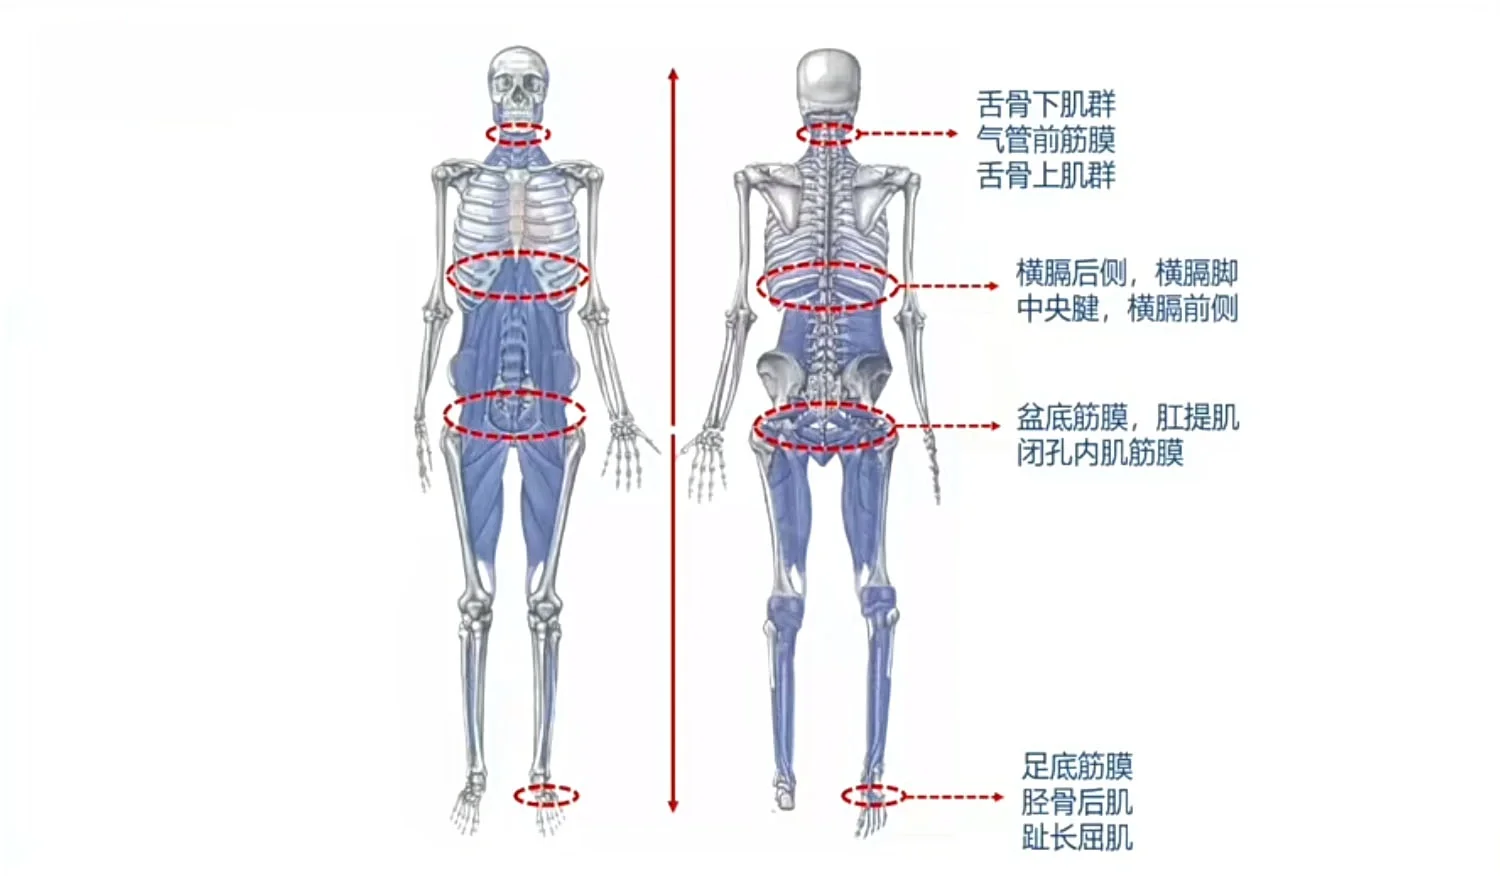 舌骨下肌群
气管前筋膜
舌骨上肌群
横膈后侧，横膈脚
中央腱，横膈前侧
盆底筋膜，肛提肌
闭孔内肌筋膜
足底筋膜
胫骨后肌
趾长屈肌